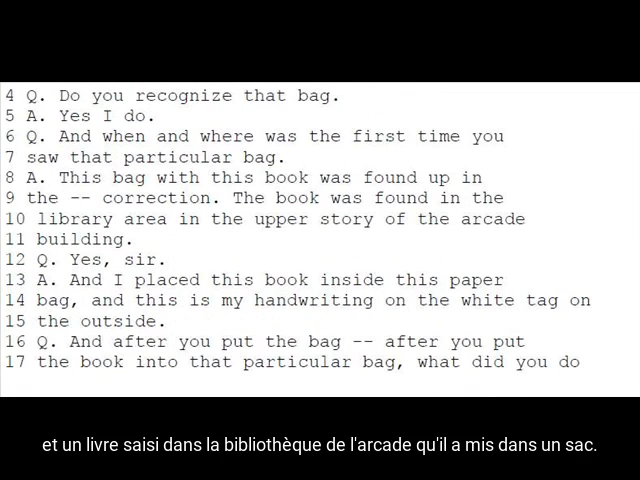 4 Q. Do you recognize that bag.
5 A. Yes I do.
6 Q. And when and where was the first time you
7 saw that particular bag.
8 A. This bag with this book was found up in
9 the -- correction. The book was found in the
10 library area in the upper story of the arcade
11 building.
12 Q. Yes, sir.
13 A. And I placed this book inside this paper
14 bag, and this is my handwriting on the white tag on
15 the outside.
16 Q. And after you put the bag -- after you put
17 the book into that particular bag, what did you do
et un livre saisi dans la bibliothèque de l'arcade qu'il a mis dans un sac.